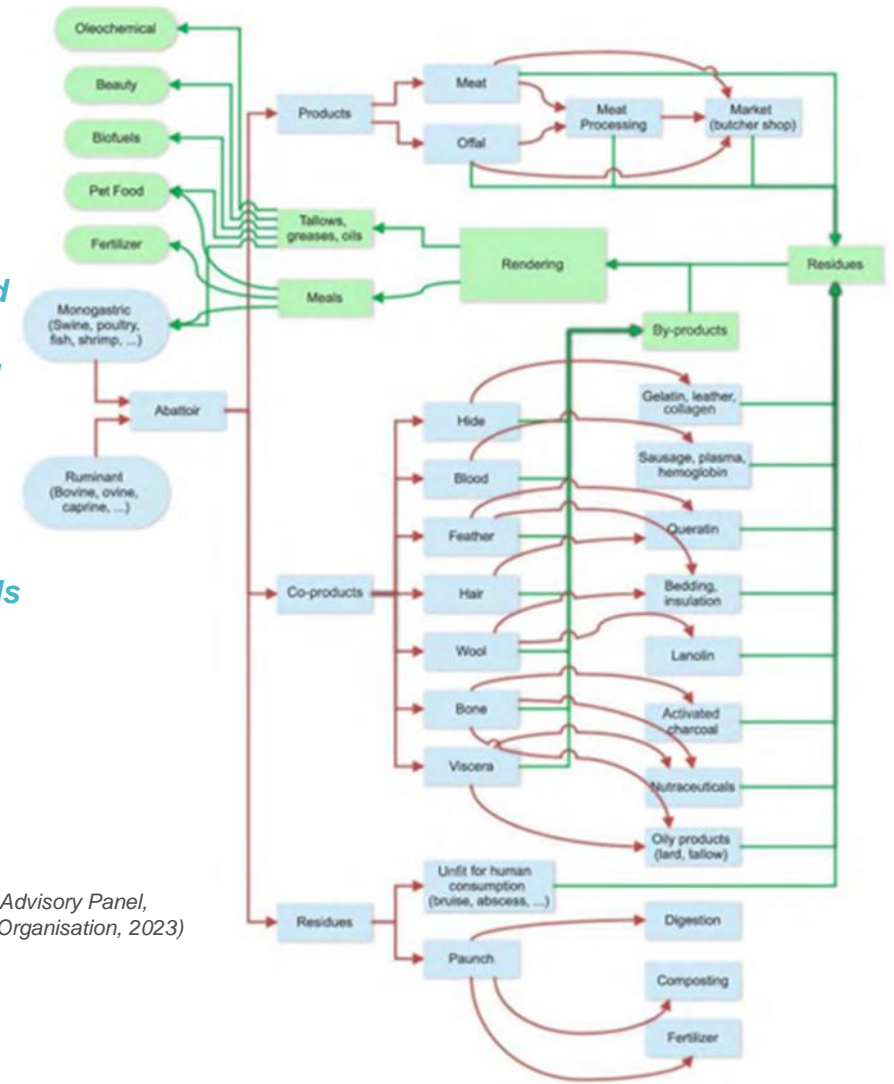 Oleochemical
Beauty
Biofuels
Pet Food
Fertilizer
Monogastric
(Swine, poultry,
fish, shrimp, ...)
Ruminant
(Bovine, ovine,
caprine, ...)
Abattoir
Products
Tallows,
greases, oils
Meals
Co-products
Residues
Meat
Offal
Meat
Processing
Market
(butcher shop)
Rendering
Residues
By-products
Hide
Blood
Feather
Hair
Wool
Bone
Viscera
Gelatin, leather,
collagen
Sausage, plasma,
hemoglobin
Queratin
Bedding,
insulation
Lanolin
Activated
charcoal
Nutraceuticals
Oily products
(lard, tallow)
Unfit for human
consumption
(bruise, abscess, ...)
Paunch
Digestion
Composting
Fertilizer
Advisory Panel,
Organisation, 2023)